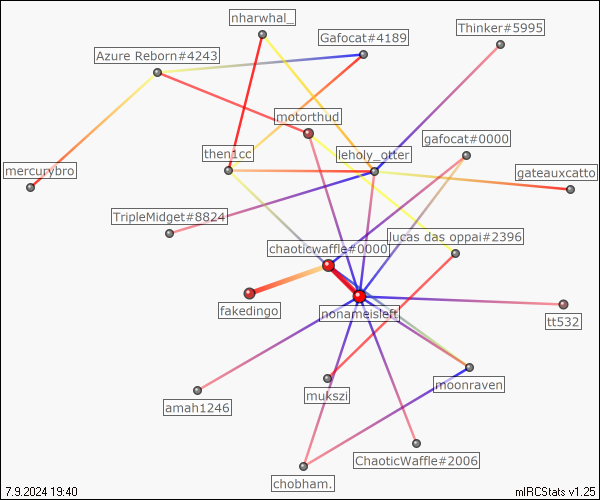 nharwhal_
Thinker#5995
Gafocat#4189
Azure Reborn#4243
motorthud
gafocat#0000
then1cc
leholy_otter
mercurybro
gateauxcatto
TripleMidget#8824
lucas das oppai#2396
chaoticwaffle#0000
fakedingo
nonameisleft
tt532
moonraven
mukszi
amah1246
ChaoticWaffle#2006
chobham.
7.9.2024 19:40
mIRCStats v1.25